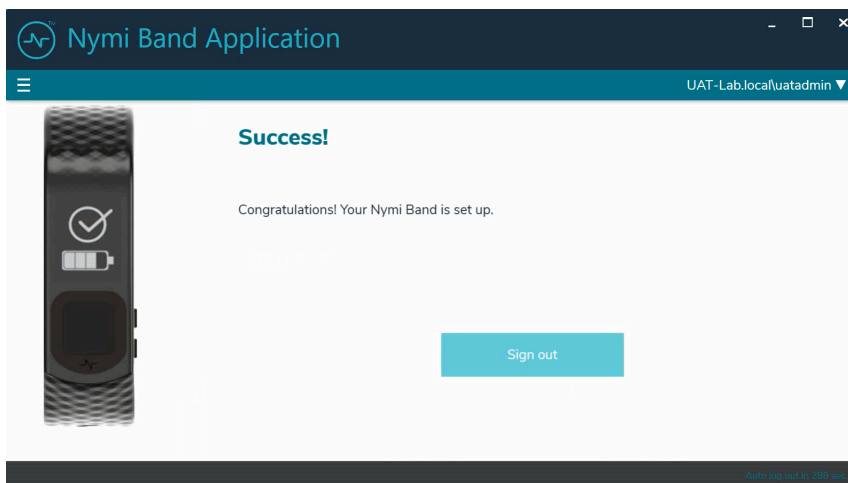 Nymi Band Application
UAT-Lab.local\uatadmin
Success!
Congratulations! Your Nymi Band is set up.
Sign out
Auto log out in 299 sec